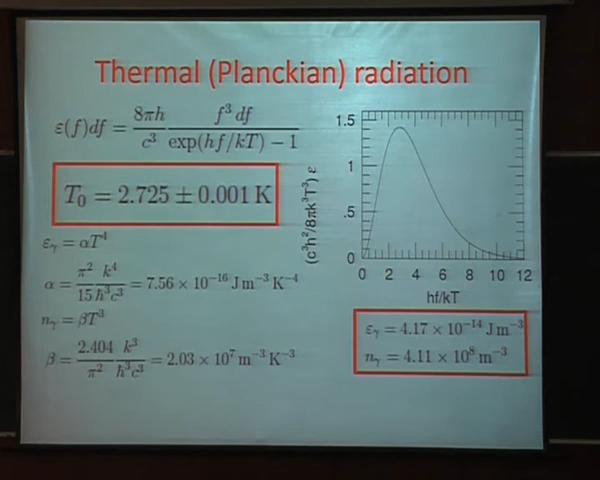 Thermal (Planckian) radiation
ε(f)df = 8πh/c³ f³ df/exp(hf/kT) − 1
T₀ = 2.725 ± 0.001 K
ε_γ = αT⁴
α = π²/15 k⁴/ħ³c³ = 7.56 × 10⁻¹⁶ J m⁻³ K⁻⁴
n_γ = βT³
β = 2.404/π² k³/ħ³c³ = 2.03 × 10⁷ m⁻³ K⁻³
(c³h²/8πk³T³) ε
1.5
1
.5
0
0 2 4 6 8 10 12
hf/kT
ε_γ = 4.17 × 10⁻¹⁴ J m⁻³
n_γ = 4.11 × 10⁸ m⁻³